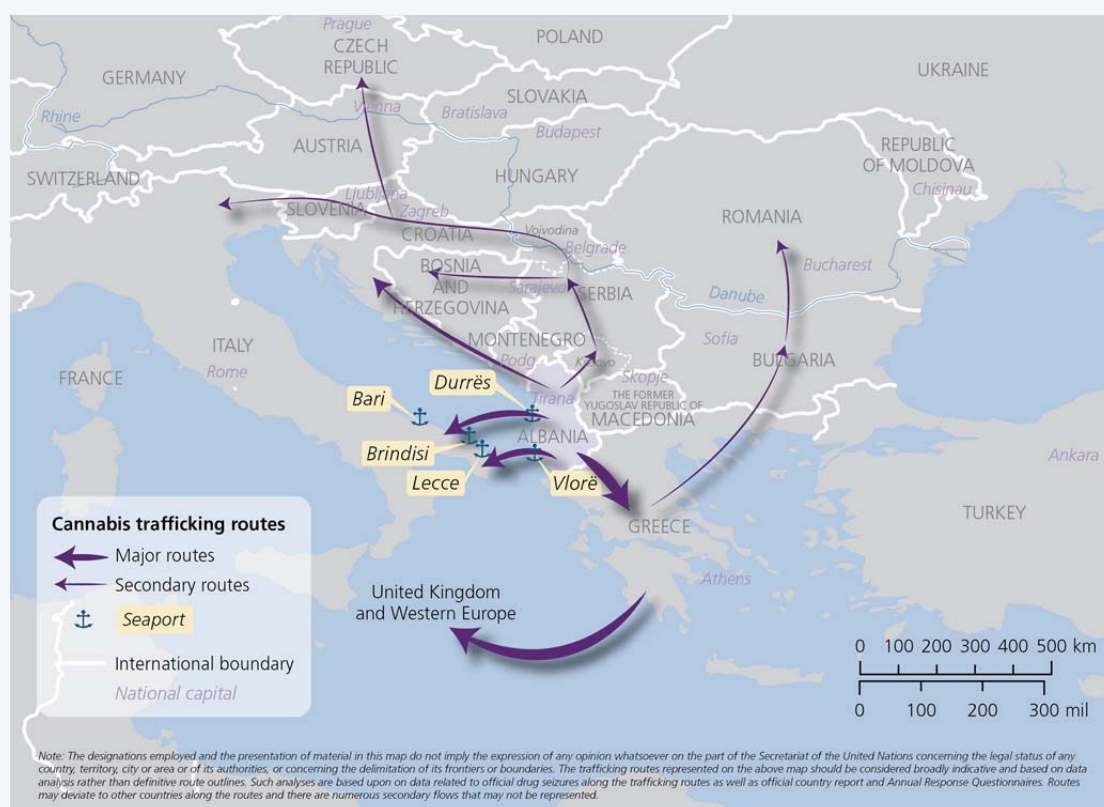 Prague
CZECH
REPUBLIC
POLAND
UKRAINE
GERMANY
SLOVAKIA
Rhine
Vienna
Bratislava
Budapest
AUSTRIA
REPUBLIC
OF MOLDOVA
Chisinau
SWITZERLAND
HUNGARY
Ljubljana
SLOVENIA
Zagreb
CROATIA
Vojvodina
Belgrade
ROMANIA
Bucharest
BOSNIA
AND
HERZEGOVINA
Sarajevo
SERBIA
Danube
MONTENEGRO
Podg.
Kosovo
Sofia
BULGARIA
ITALY
Rome
FRANCE
Skopje
THE FORMER
YUGOSLAV REPUBLIC OF
MACEDONIA
Durrës
Tirana
Bari
ALBANIA
Brindisi
Lecce
Vlorë
Ankara
GREECE
TURKEY
Athens
United Kingdom
and Western Europe
Cannabis trafficking routes
Major routes
Secondary routes
Seaport
International boundary
National capital
0 100 200 300 400 500 km
0 100 200 300 mil
Note: The designations employed and the presentation of material in this map do not imply the expression of any opinion whatsoever on the part of the Secretariat of the United Nations concerning the legal status of any
country, territory, city or area or of its authorities, or concerning the delimitation of its frontiers or boundaries. The trafficking routes represented on the above map should be considered broadly indicative and based on data
analysis rather than definitive route outlines. Such analyses are based upon on data related to official drug seizures along the trafficking routes as well as official country report and Annual Response Questionnaires. Routes
may deviate to other countries along the routes and there are numerous secondary flows that may not be represented.